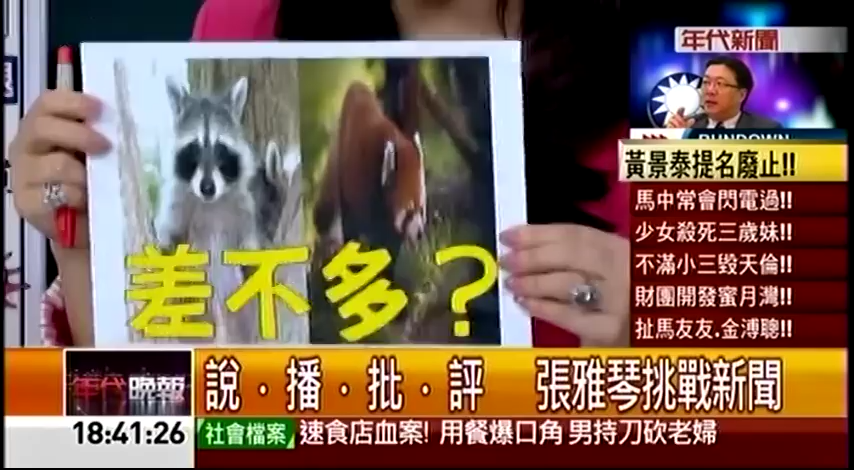 年代新聞
RUNDOWN
黃景泰提名廢止!!
馬中常會閃電過!!
少女殺死三歲妹!!
不滿小三毀天倫!!
財團開發蜜月灣!!
扯馬友友.金溥聰!!
差不多?
年代晚報
說·播·批·評 張雅琴挑戰新聞
18:41:26
社會檔案
速食店血案! 用餐爆口角 男持刀砍老婦